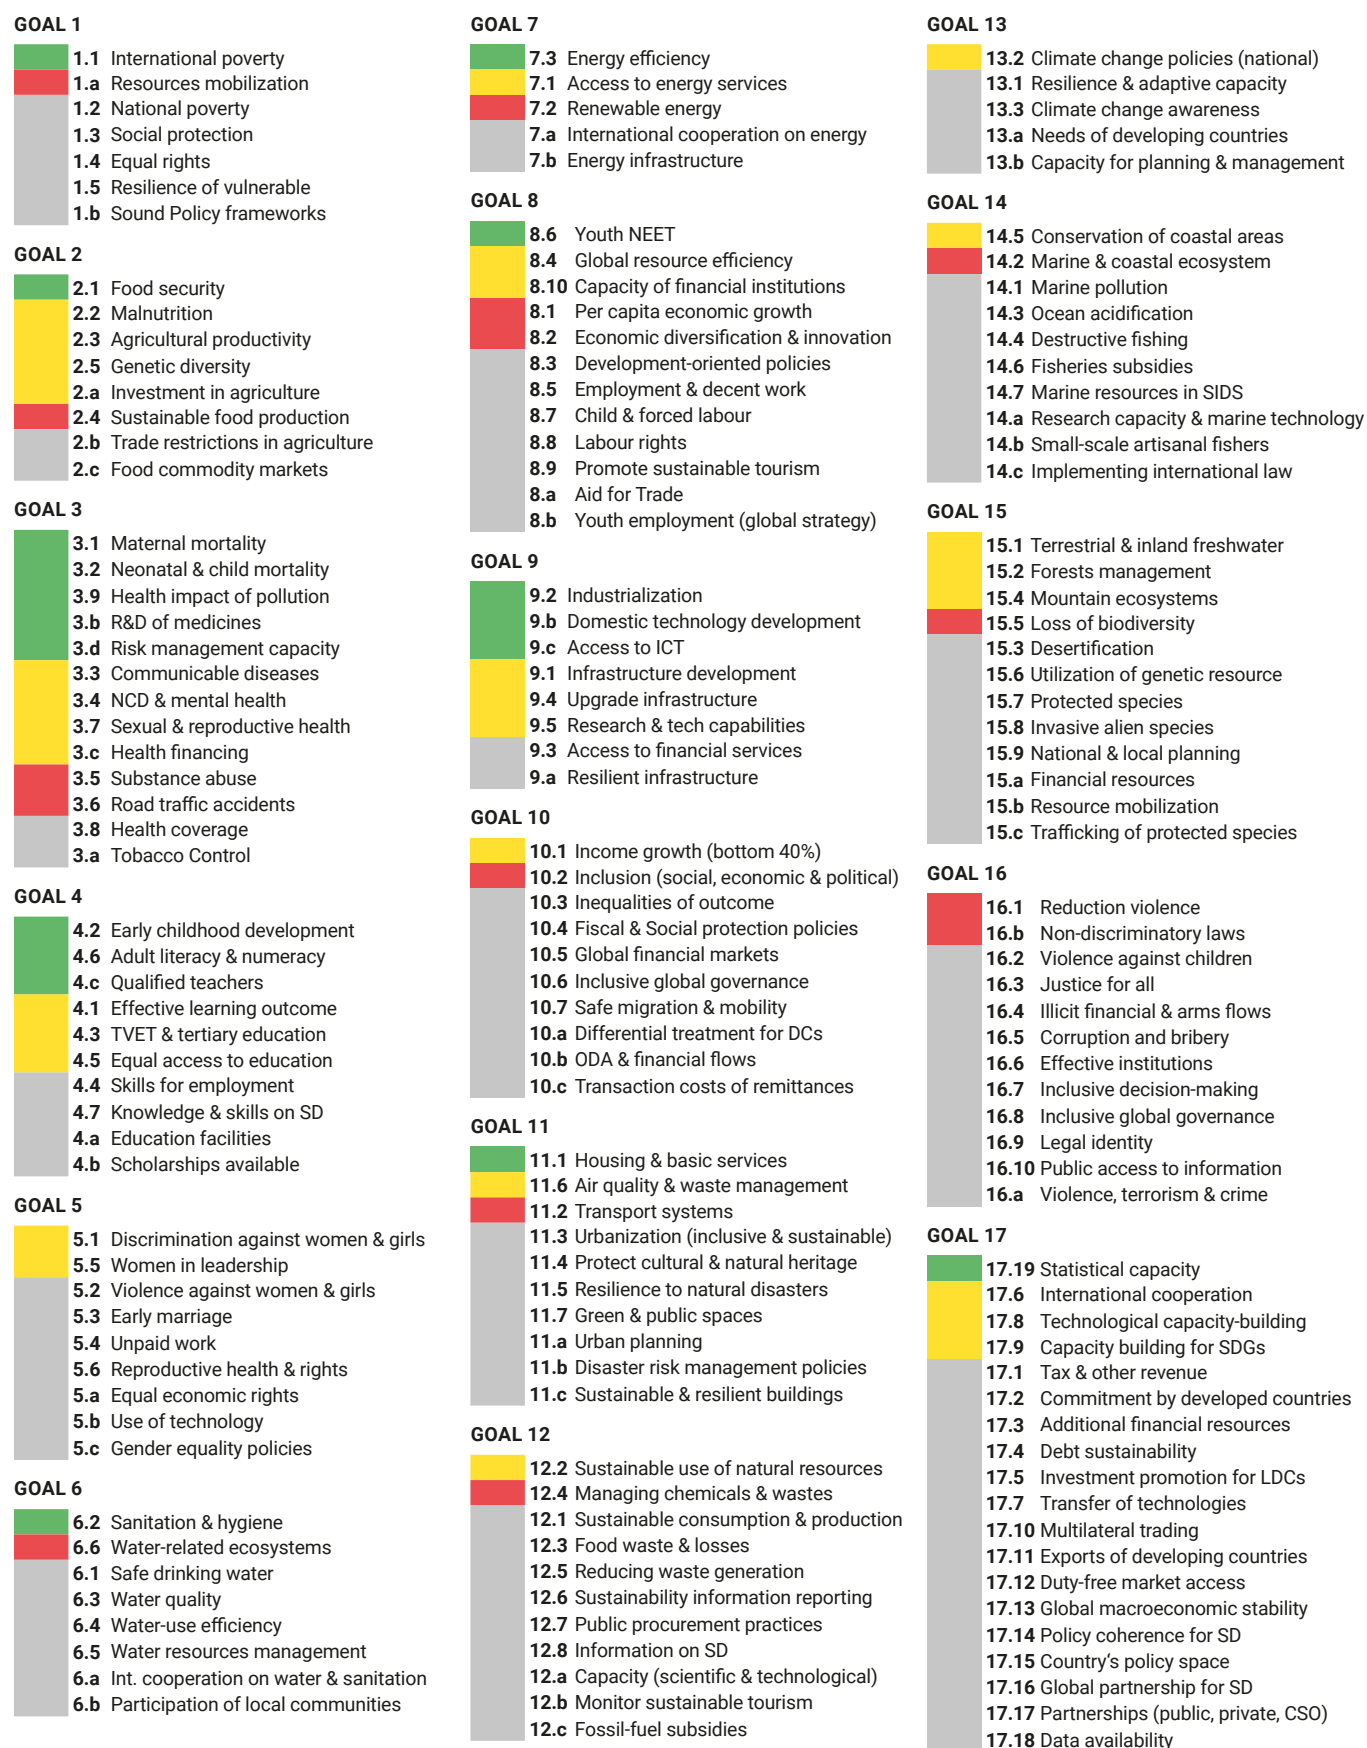 GOAL 1
1.1 International poverty
1.a Resources mobilization
1.2 National poverty
1.3 Social protection
1.4 Equal rights
1.5 Resilience of vulnerable
1.b Sound Policy frameworks
GOAL 2
2.1 Food security
2.2 Malnutrition
2.3 Agricultural productivity
2.5 Genetic diversity
2.a Investment in agriculture
2.4 Sustainable food production
2.b Trade restrictions in agriculture
2.c Food commodity markets
GOAL 3
3.1 Maternal mortality
3.2 Neonatal & child mortality
3.9 Health impact of pollution
3.b R&D of medicines
3.d Risk management capacity
3.3 Communicable diseases
3.4 NCD & mental health
3.7 Sexual & reproductive health
3.c Health financing
3.5 Substance abuse
3.6 Road traffic accidents
3.8 Health coverage
3.a Tobacco Control
GOAL 4
4.2 Early childhood development
4.6 Adult literacy & numeracy
4.c Qualified teachers
4.1 Effective learning outcome
4.3 TVET & tertiary education
4.5 Equal access to education
4.4 Skills for employment
4.7 Knowledge & skills on SD
4.a Education facilities
4.b Scholarships available
GOAL 5
5.1 Discrimination against women & girls
5.5 Women in leadership
5.2 Violence against women & girls
5.3 Early marriage
5.4 Unpaid work
5.6 Reproductive health & rights
5.a Equal economic rights
5.b Use of technology
5.c Gender equality policies
GOAL 6
6.2 Sanitation & hygiene
6.6 Water-related ecosystems
6.1 Safe drinking water
6.3 Water quality
6.4 Water-use efficiency
6.5 Water resources management
6.a Int. cooperation on water & sanitation
6.b Participation of local communities
GOAL 7
7.3 Energy efficiency
7.1 Access to energy services
7.2 Renewable energy
7.a International cooperation on energy
7.b Energy infrastructure
GOAL 8
8.6 Youth NEET
8.4 Global resource efficiency
8.10 Capacity of financial institutions
8.1 Per capita economic growth
8.2 Economic diversification & innovation
8.3 Development-oriented policies
8.5 Employment & decent work
8.7 Child & forced labour
8.8 Labour rights
8.9 Promote sustainable tourism
8.a Aid for Trade
8.b Youth employment (global strategy)
GOAL 9
9.2 Industrialization
9.b Domestic technology development
9.c Access to ICT
9.1 Infrastructure development
9.4 Upgrade infrastructure
9.5 Research & tech capabilities
9.3 Access to financial services
9.a Resilient infrastructure
GOAL 10
10.1 Income growth (bottom 40%)
10.2 Inclusion (social, economic & political)
10.3 Inequalities of outcome
10.4 Fiscal & Social protection policies
10.5 Global financial markets
10.6 Inclusive global governance
10.7 Safe migration & mobility
10.a Differential treatment for DCs
10.b ODA & financial flows
10.c Transaction costs of remittances
GOAL 11
11.1 Housing & basic services
11.6 Air quality & waste management
11.2 Transport systems
11.3 Urbanization (inclusive & sustainable)
11.4 Protect cultural & natural heritage
11.5 Resilience to natural disasters
11.7 Green & public spaces
11.a Urban planning
11.b Disaster risk management policies
11.c Sustainable & resilient buildings
GOAL 12
12.2 Sustainable use of natural resources
12.4 Managing chemicals & wastes
12.1 Sustainable consumption & production
12.3 Food waste & losses
12.5 Reducing waste generation
12.6 Sustainability information reporting
12.7 Public procurement practices
12.8 Information on SD
12.a Capacity (scientific & technological)
12.b Monitor sustainable tourism
12.c Fossil-fuel subsidies
GOAL 13
13.2 Climate change policies (national)
13.1 Resilience & adaptive capacity
13.3 Climate change awareness
13.a Needs of developing countries
13.b Capacity for planning & management
GOAL 14
14.5 Conservation of coastal areas
14.2 Marine & coastal ecosystem
14.1 Marine pollution
14.3 Ocean acidification
14.4 Destructive fishing
14.6 Fisheries subsidies
14.7 Marine resources in SIDS
14.a Research capacity & marine technology
14.b Small-scale artisanal fishers
14.c Implementing international law
GOAL 15
15.1 Terrestrial & inland freshwater
15.2 Forests management
15.4 Mountain ecosystems
15.5 Loss of biodiversity
15.3 Desertification
15.6 Utilization of genetic resource
15.7 Protected species
15.8 Invasive alien species
15.9 National & local planning
15.a Financial resources
15.b Resource mobilization
15.c Trafficking of protected species
GOAL 16
16.1 Reduction violence
16.b Non-discriminatory laws
16.2 Violence against children
16.3 Justice for all
16.4 Illicit financial & arms flows
16.5 Corruption and bribery
16.6 Effective institutions
16.7 Inclusive decision-making
16.8 Inclusive global governance
16.9 Legal identity
16.10 Public access to information
16.a Violence, terrorism & crime
GOAL 17
17.19 Statistical capacity
17.6 International cooperation
17.8 Technological capacity-building
17.9 Capacity building for SDGs
17.1 Tax & other revenue
17.2 Commitment by developed countries
17.3 Additional financial resources
17.4 Debt sustainability
17.5 Investment promotion for LDCs
17.7 Transfer of technologies
17.10 Multilateral trading
17.11 Exports of developing countries
17.12 Duty-free market access
17.13 Global macroeconomic stability
17.14 Policy coherence for SD
17.15 Country‘s policy space
17.16 Global partnership for SD
17.17 Partnerships (public, private, CSO)
17.18 Data availability